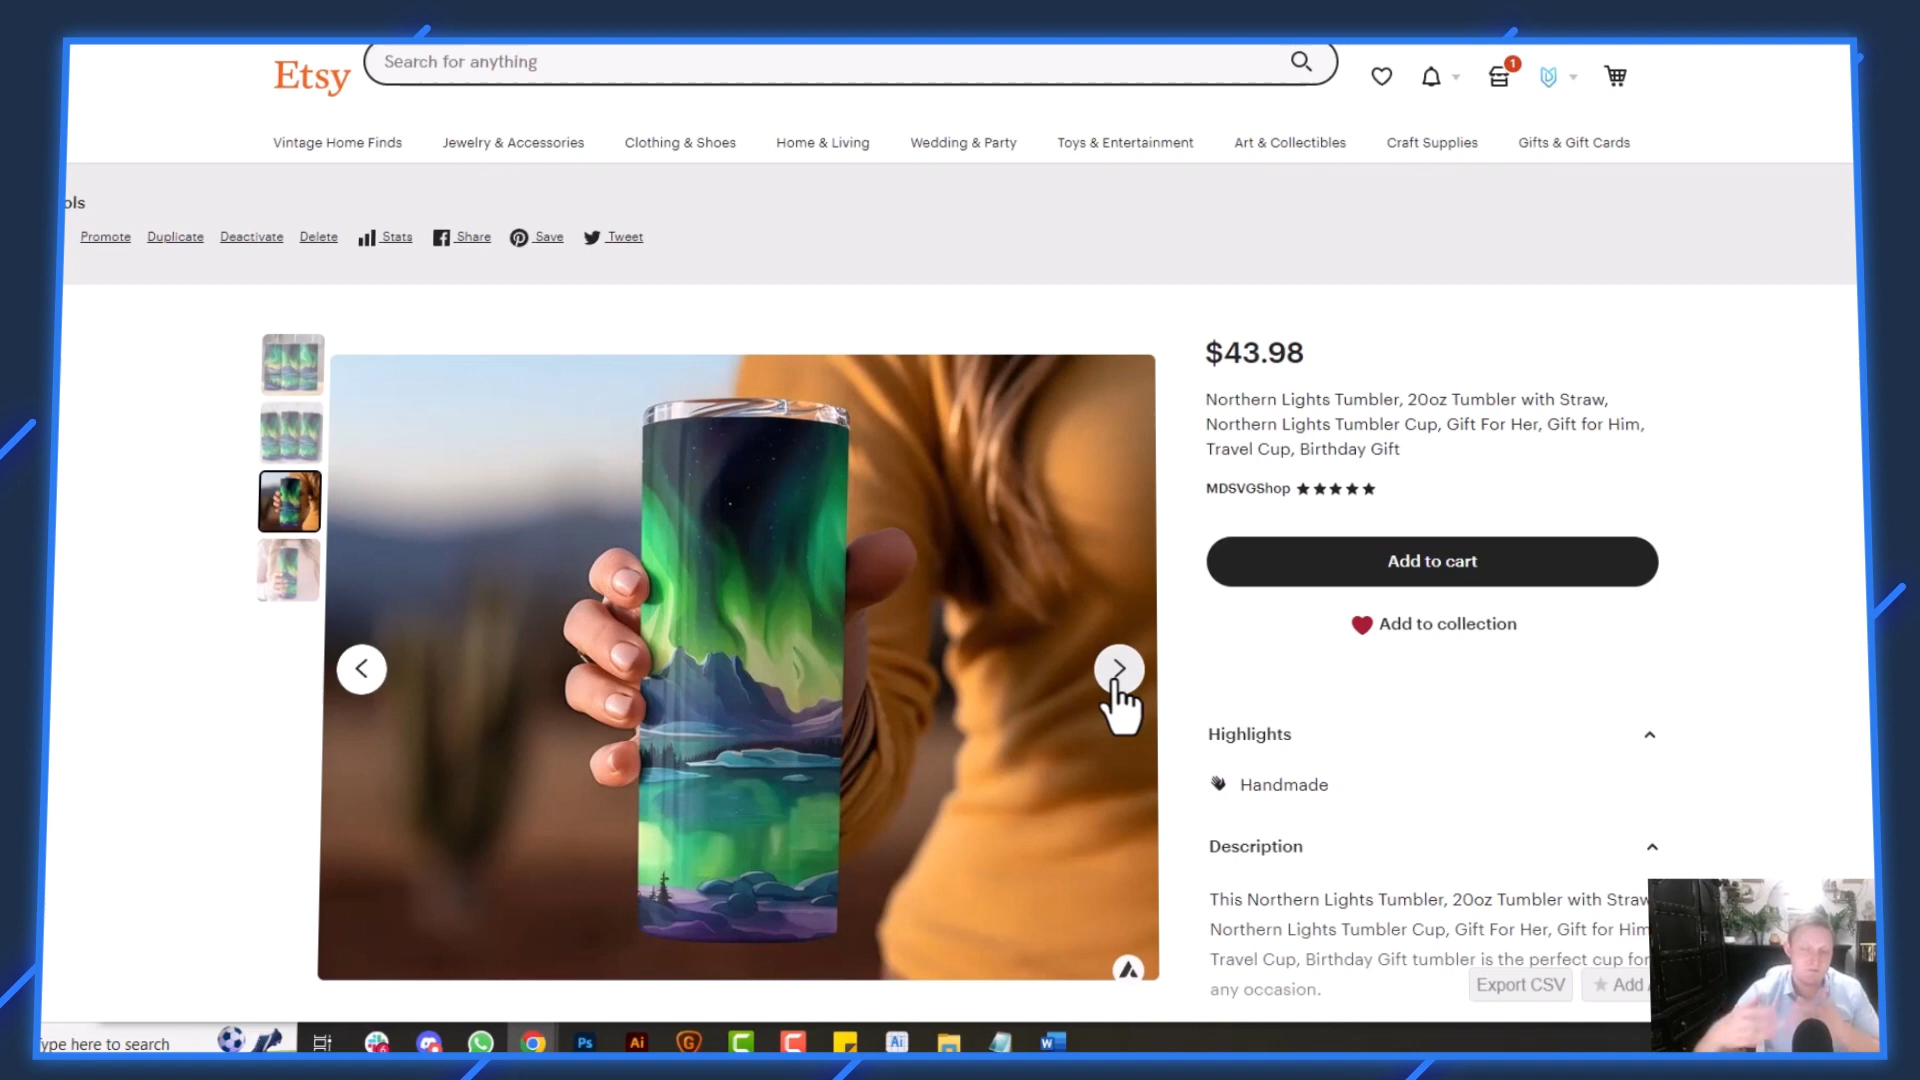 Etsy
Search for anything
1
Vintage Home Finds
Jewelry & Accessories
Clothing & Shoes
Home & Living
Wedding & Party
Toys & Entertainment
Art & Collectibles
Craft Supplies
Gifts & Gift Cards
ols
Promote
Duplicate
Deactivate
Delete
Stats
Share
Save
Tweet
$43.98
Northern Lights Tumbler, 20oz Tumbler with Straw,
Northern Lights Tumbler Cup, Gift For Her, Gift for Him,
Travel Cup, Birthday Gift
MDSVGShop
Add to cart
Add to collection
Highlights
Handmade
Description
This Northern Lights Tumbler, 20oz Tumbler with Straw
Northern Lights Tumbler Cup, Gift For Her, Gift for Him
Travel Cup, Birthday Gift tumbler is the perfect cup for
any occasion.
Export CSV
Add
ype here to search
Ps
Ai
G
Ai
W